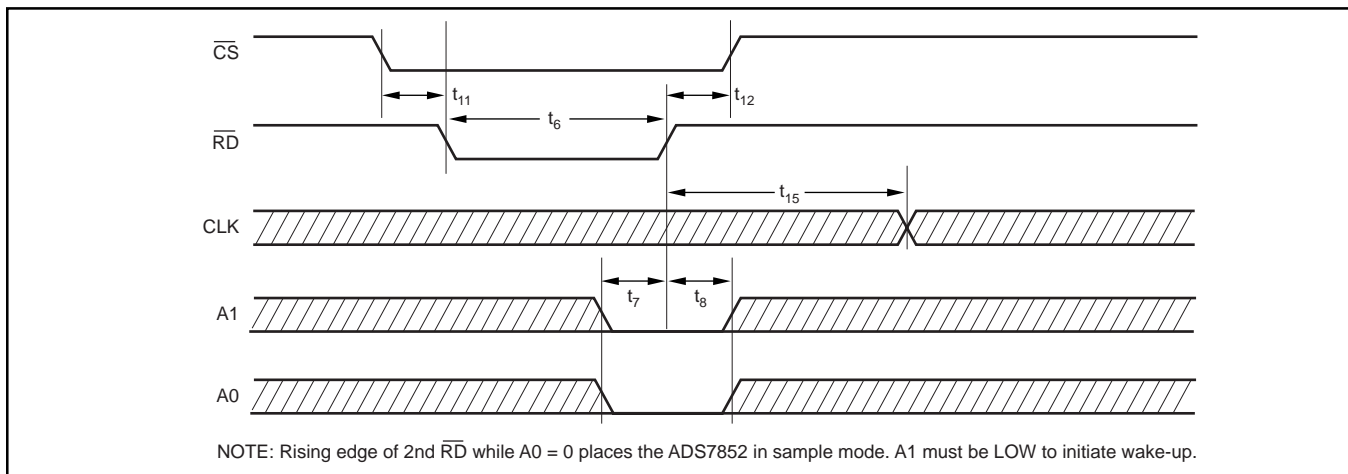 CS
t11
t12
t6
RD
t15
CLK
t7
t8
A1
A0
NOTE: Rising edge of 2nd RD while A0 = 0 places the ADS7852 in sample mode. A1 must be LOW to initiate wake-up.